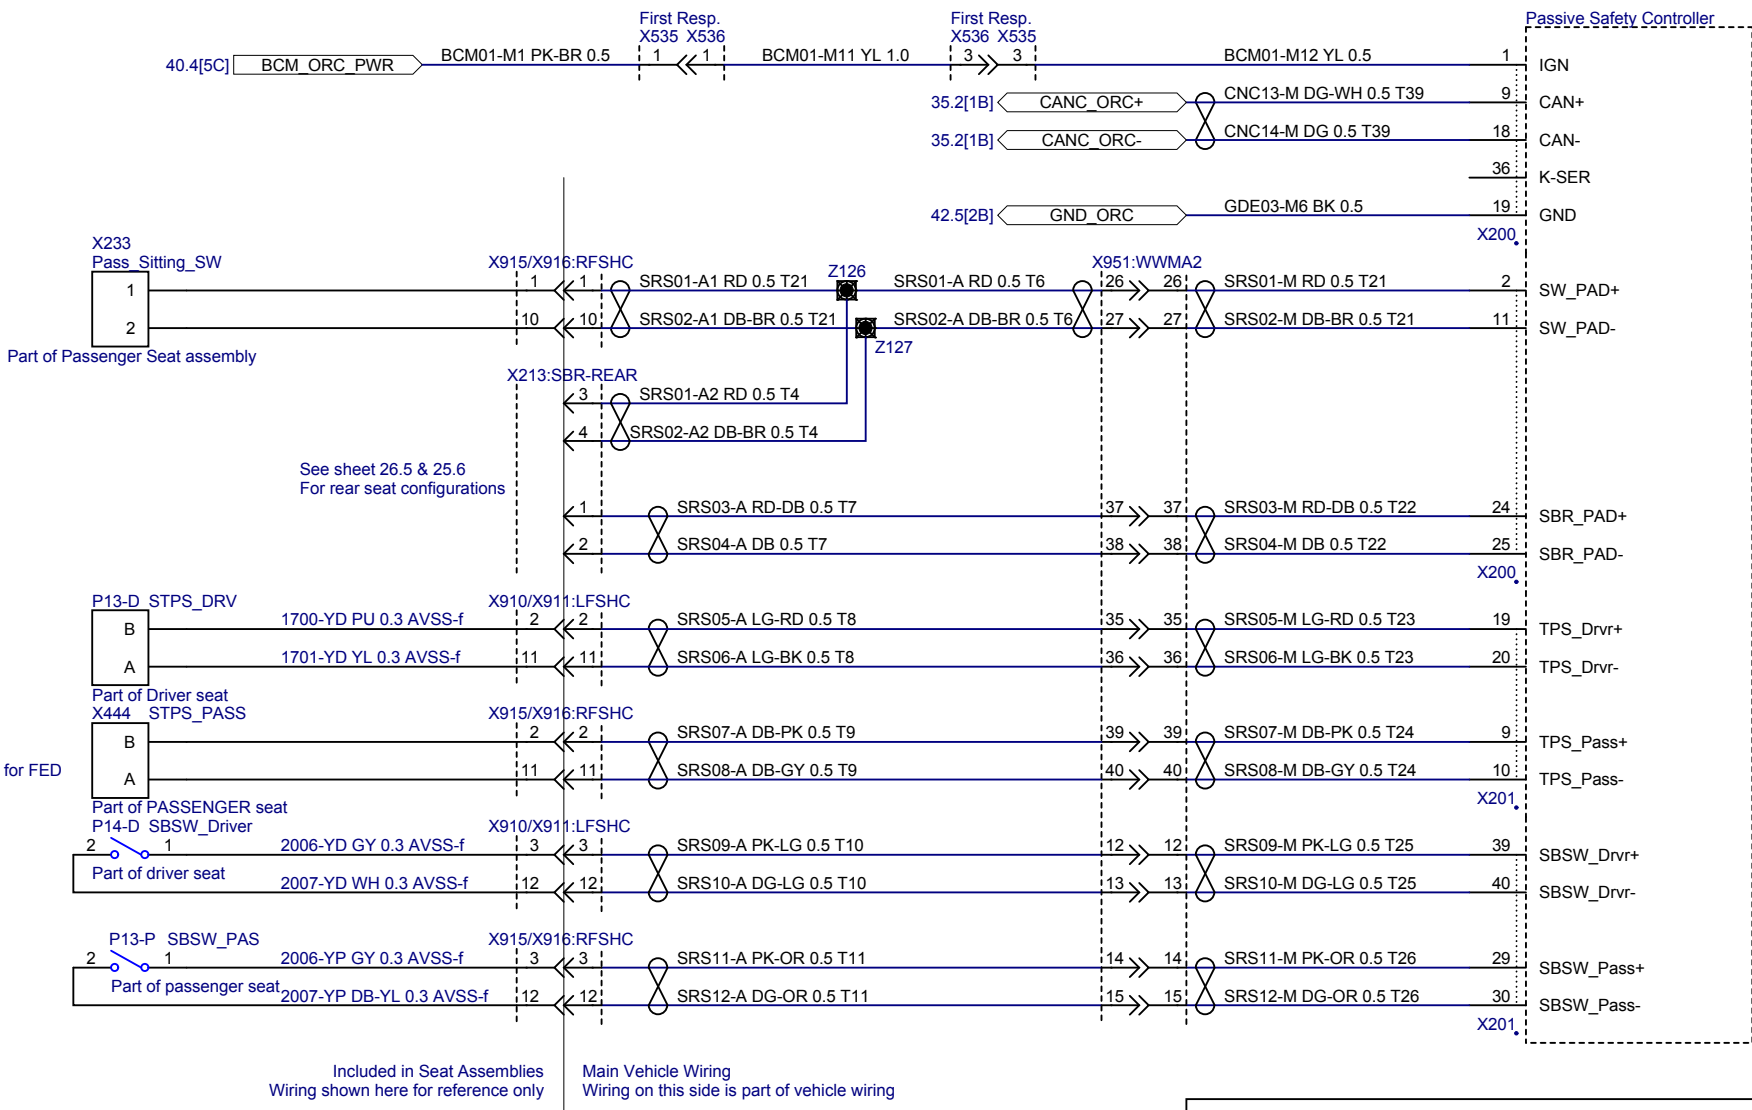 First Resp.
X535 X536
First Resp.
X536 X535
Passive Safety Controller
40.4[5C] BCM_ORC_PWR BCM01-M1 PK-BR 0.5 1 1 BCM01-M11 YL 1.0 3 3 BCM01-M12 YL 0.5 1 IGN
35.2[1B] CANC_ORC+ CNC13-M DG-WH 0.5 T39 9 CAN+
35.2[1B] CANC_ORC- CNC14-M DG 0.5 T39 18 CAN-
36 K-SER
42.5[2B] GND_ORC GDE03-M6 BK 0.5 19 GND
X200
X233
Pass_Sitting_SW X915/X916:RFSHC Z126 X951:WWMA2
1 1 1 SRS01-A1 RD 0.5 T21 SRS01-A RD 0.5 T6 26 26 SRS01-M RD 0.5 T21 2 SW_PAD+
2 10 10 SRS02-A1 DB-BR 0.5 T21 SRS02-A DB-BR 0.5 T6 27 27 SRS02-M DB-BR 0.5 T21 11 SW_PAD-
Z127
Part of Passenger Seat assembly
X213:SBR-REAR
3 SRS01-A2 RD 0.5 T4
4 SRS02-A2 DB-BR 0.5 T4
See sheet 26.5 & 25.6
For rear seat configurations
1 SRS03-A RD-DB 0.5 T7 37 37 SRS03-M RD-DB 0.5 T22 24 SBR_PAD+
2 SRS04-A DB 0.5 T7 38 38 SRS04-M DB 0.5 T22 25 SBR_PAD-
X200
P13-D STPS_DRV X910/X911:LFSHC
B 1700-YD PU 0.3 AVSS-f 2 2 SRS05-A LG-RD 0.5 T8 35 35 SRS05-M LG-RD 0.5 T23 19 TPS_Drvr+
A 1701-YD YL 0.3 AVSS-f 11 11 SRS06-A LG-BK 0.5 T8 36 36 SRS06-M LG-BK 0.5 T23 20 TPS_Drvr-
Part of Driver seat
X444 STPS_PASS X915/X916:RFSHC
B 2 2 SRS07-A DB-PK 0.5 T9 39 39 SRS07-M DB-PK 0.5 T24 9 TPS_Pass+
for FED
A 11 11 SRS08-A DB-GY 0.5 T9 40 40 SRS08-M DB-GY 0.5 T24 10 TPS_Pass-
X201
Part of PASSENGER seat
P14-D SBSW_Driver X910/X911:LFSHC
2 1 2006-YD GY 0.3 AVSS-f 3 3 SRS09-A PK-LG 0.5 T10 12 12 SRS09-M PK-LG 0.5 T25 39 SBSW_Drvr+
Part of driver seat
2007-YD WH 0.3 AVSS-f 12 12 SRS10-A DG-LG 0.5 T10 13 13 SRS10-M DG-LG 0.5 T25 40 SBSW_Drvr-
P13-P SBSW_PAS X915/X916:RFSHC
2 1 2006-YP GY 0.3 AVSS-f 3 3 SRS11-A PK-OR 0.5 T11 14 14 SRS11-M PK-OR 0.5 T26 29 SBSW_Pass+
Part of passenger seat
2007-YP DB-YL 0.3 AVSS-f 12 12 SRS12-A DG-OR 0.5 T11 15 15 SRS12-M DG-OR 0.5 T26 30 SBSW_Pass-
X201
Included in Seat Assemblies
Wiring shown here for reference only
Main Vehicle Wiring
Wiring on this side is part of vehicle wiring